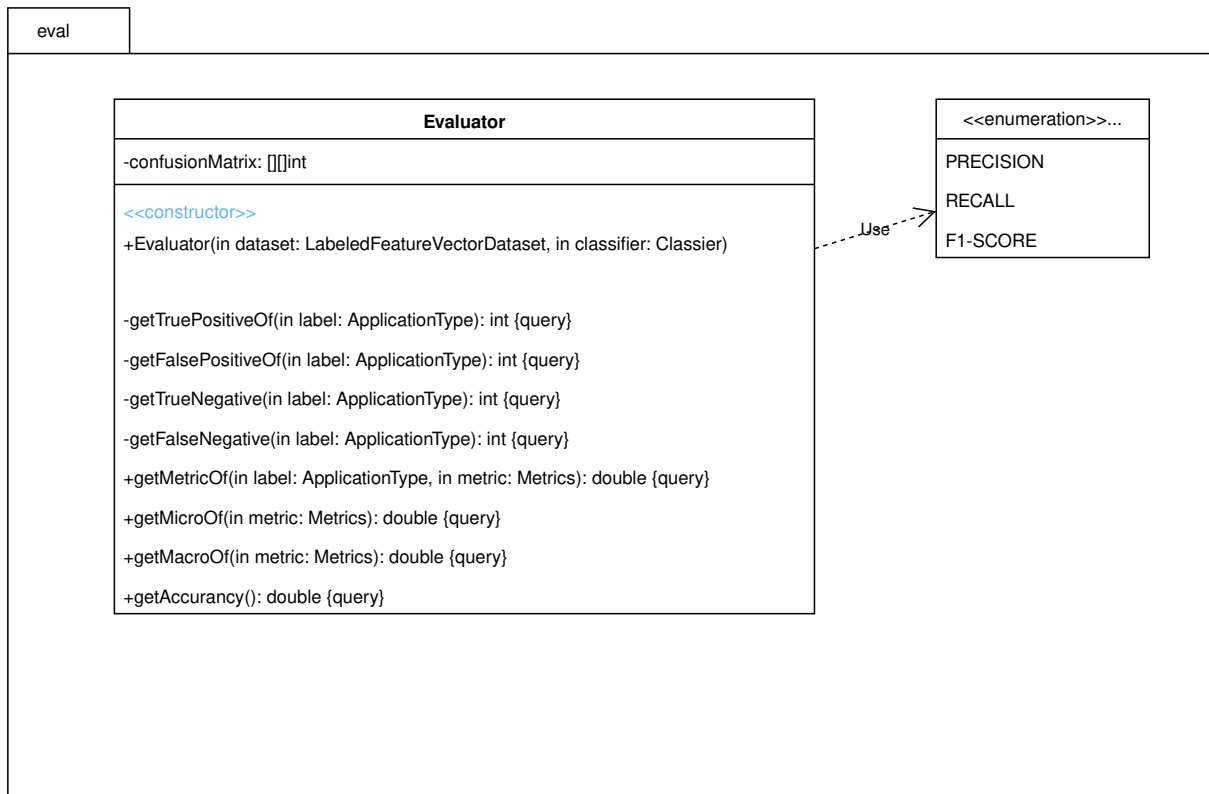 eval
Evaluator
-confusionMatrix: [][]int
<<constructor>>
+Evaluator(in dataset: LabeledFeatureVectorDataset, in classifier: Classier)
-getTruePositiveOf(in label: ApplicationType): int {query}
-getFalsePositiveOf(in label: ApplicationType): int {query}
-getTrueNegative(in label: ApplicationType): int {query}
-getFalseNegative(in label: ApplicationType): int {query}
+getMetricOf(in label: ApplicationType, in metric: Metrics): double {query}
+getMicroOf(in metric: Metrics): double {query}
+getMacroOf(in metric: Metrics): double {query}
+getAccurancy(): double {query}
Use
<<enumeration>>...
PRECISION
RECALL
F1-SCORE